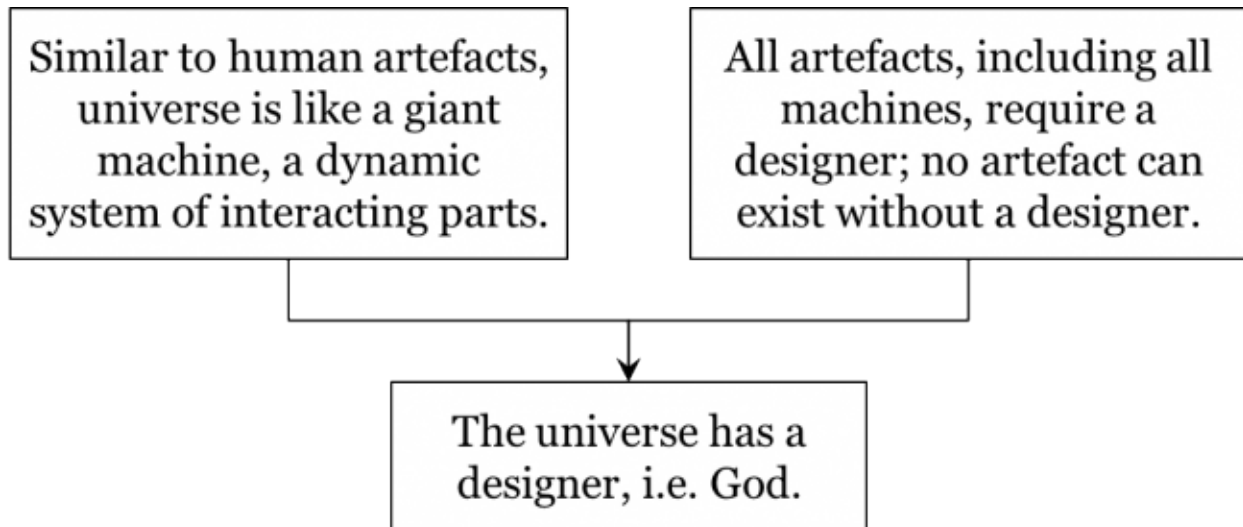 Similar to human artefacts,
universe is like a giant
machine, a dynamic
system of interacting parts.
All artefacts, including all
machines, require a
designer; no artefact can
exist without a designer.
The universe has a
designer, i.e. God.